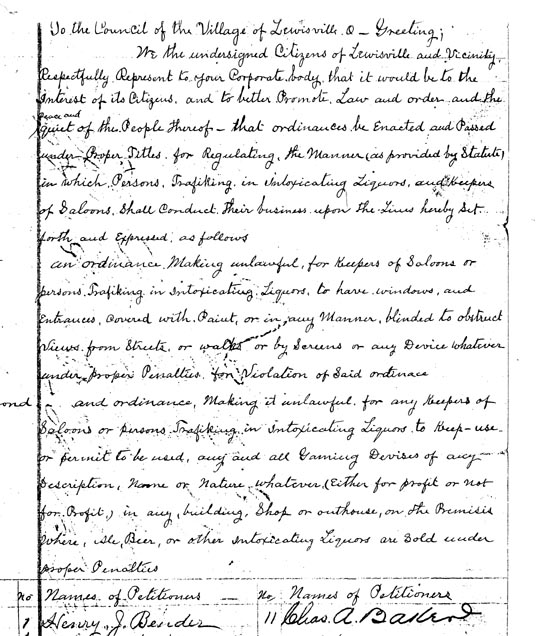 To the Council of the Village of Lewisville. O – Greeting;
We the undersigned Citizens of Lewisville and Vicinity
Respectfully Represent to your Corporate body, that it would be to the
Interest of its Citizens, and to better Promote, Law and order and the
peace and
quiet of the People Thereof – that ordinances be Enacted and Passed
under Proper Titles. for Regulating, the Manner (as provided by Statute)
in which Persons, Trafiking in Intoxicating Liquors, and Keepers
of Saloons, Shall Conduct Their business upon the Lines hereby Set
forth and Expressed, as follows
an ordinance Making unlawful, for Keepers of Saloons or
persons Trafiking in Intoxicating Liquors, to have windows, and
Entrances, Covered with Paint, or in any Manner, blinded to obstruct
Views from Streets, or walks or by Screens or any Device whatever
under proper Penalties for Violation of Said ordinace
ond and ordinance, Making it unlawful for any Keepers of
Saloons or persons Trafiking in Intoxicating Liquors to Keep – use
or permit to be used, any and all Gaming Devises of any
Description, Name or Nature whatever, (Either for profit or not
for Profit,) in any, building, Shop or outhouse, on the Premisis
Where, Beer, or other Intoxicating Liquors are Sold under
proper Penalties
no Names of Petitioners — No Names of Petitioners
1 Henry J. Bender 11 Chas. A. Baker